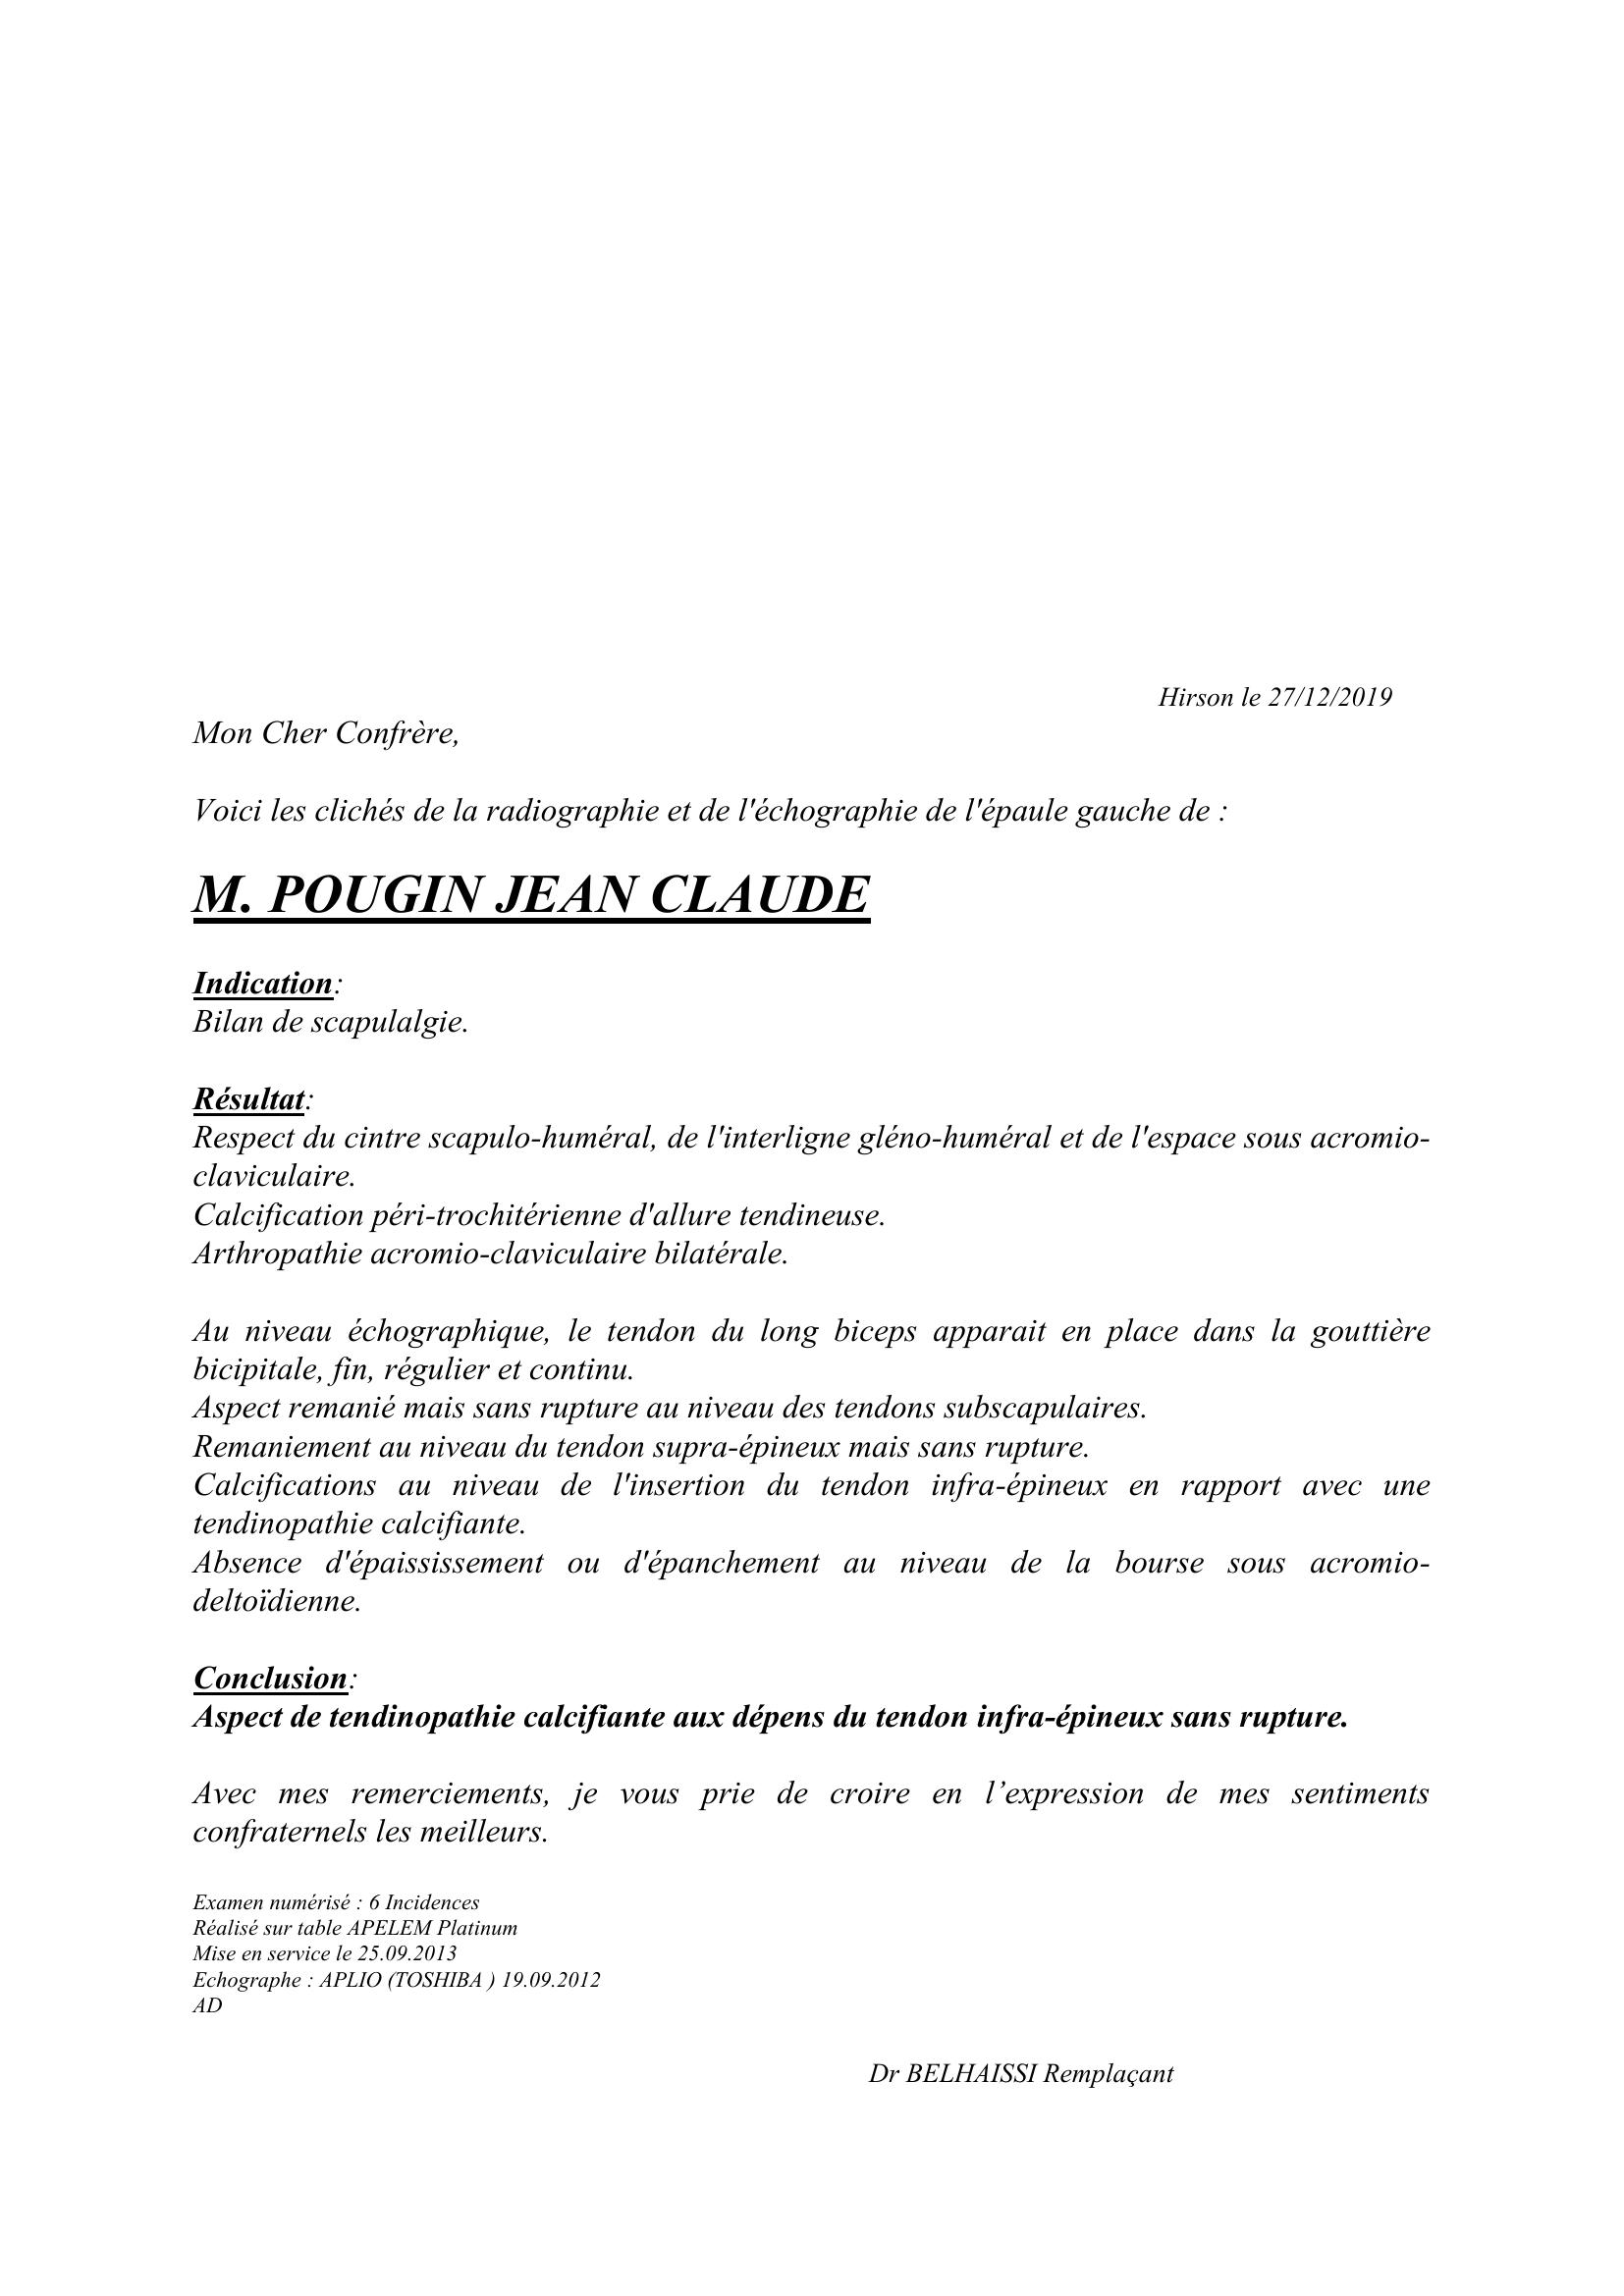 Hirson le 27/12/2019
Mon Cher Confrère,
Voici les clichés de la radiographie et de l'échographie de l'épaule gauche de :
M. POUGIN JEAN CLAUDE
Indication:
Bilan de scapulalgie.
Résultat:
Respect du cintre scapulo-huméral, de l'interligne gléno-huméral et de l'espace sous acromio-
claviculaire.
Calcification péri-trochitérienne d'allure tendineuse.
Arthropathie acromio-claviculaire bilatérale.
Au niveau échographique, le tendon du long biceps apparait en place dans la gouttière
bicipitale, fin, régulier et continu.
Aspect remanié mais sans rupture au niveau des tendons subscapulaires.
Remaniement au niveau du tendon supra-épineux mais sans rupture.
Calcifications au niveau de l'insertion du tendon infra-épineux en rapport avec une
tendinopathie calcifiante.
Absence d'épaississement ou d'épanchement au niveau de la bourse sous acromio-
deltoïdienne.
Conclusion:
Aspect de tendinopathie calcifiante aux dépens du tendon infra-épineux sans rupture.
Avec mes remerciements, je vous prie de croire en l’expression de mes sentiments
confraternels les meilleurs.
Examen numérisé : 6 Incidences
Réalisé sur table APELEM Platinum
Mise en service le 25.09.2013
Echographe : APLIO (TOSHIBA ) 19.09.2012
AD
Dr BELHAISSI Remplaçant